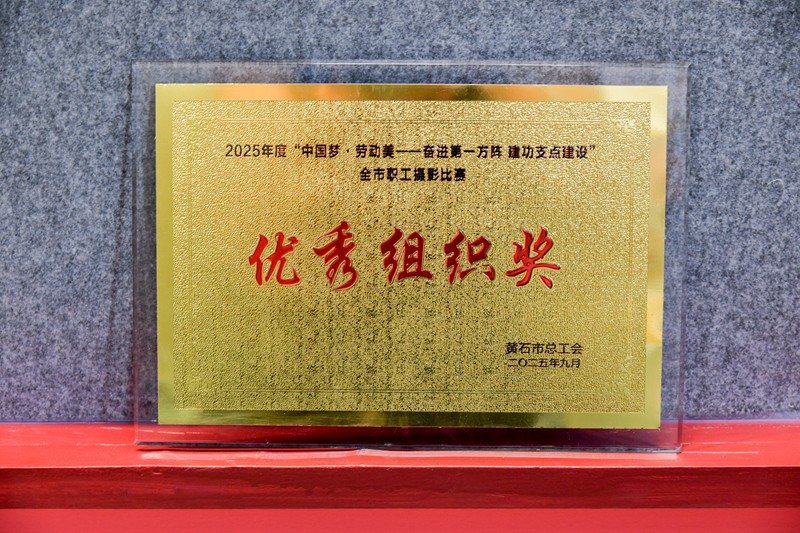 2025年度“中国梦·劳动美——奋进第一方阵 建功支点建设”
全市职工摄影比赛
优秀组织奖
黄石市总工会
二〇二五年九月